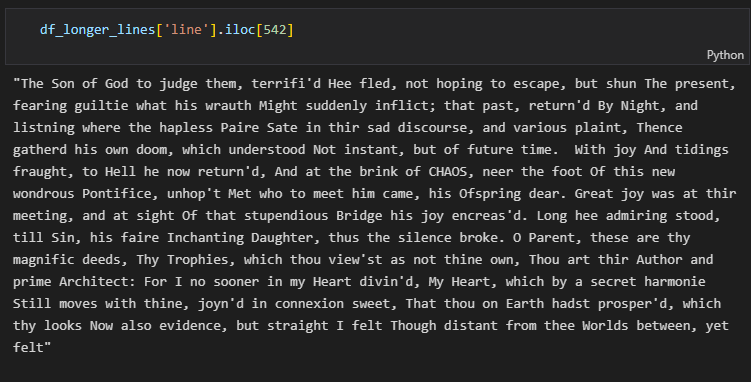 df_longer_lines['line'].iloc[542]
Python
"The Son of God to judge them, terrifi'd Hee fled, not hoping to escape, but shun The present,
fearing guiltie what his wrauth Might suddenly inflict; that past, return'd By Night, and
listning where the hapless Paire Sate in thir sad discourse, and various plaint, Thence
gatherd his own doom, which understood Not instant, but of future time.  With joy And tidings
fraught, to Hell he now return'd, And at the brink of CHAOS, neer the foot Of this new
wondrous Pontifice, unhop't Met who to meet him came, his Ofspring dear. Great joy was at thir
meeting, and at sight Of that stupendious Bridge his joy encreas'd. Long hee admiring stood,
till Sin, his faire Inchanting Daughter, thus the silence broke. O Parent, these are thy
magnific deeds, Thy Trophies, which thou view'st as not thine own, Thou art thir Author and
prime Architect: For I no sooner in my Heart divin'd, My Heart, which by a secret harmonie
Still moves with thine, joyn'd in connexion sweet, That thou on Earth hadst prosper'd, which
thy looks Now also evidence, but straight I felt Though distant from thee Worlds between, yet
felt"